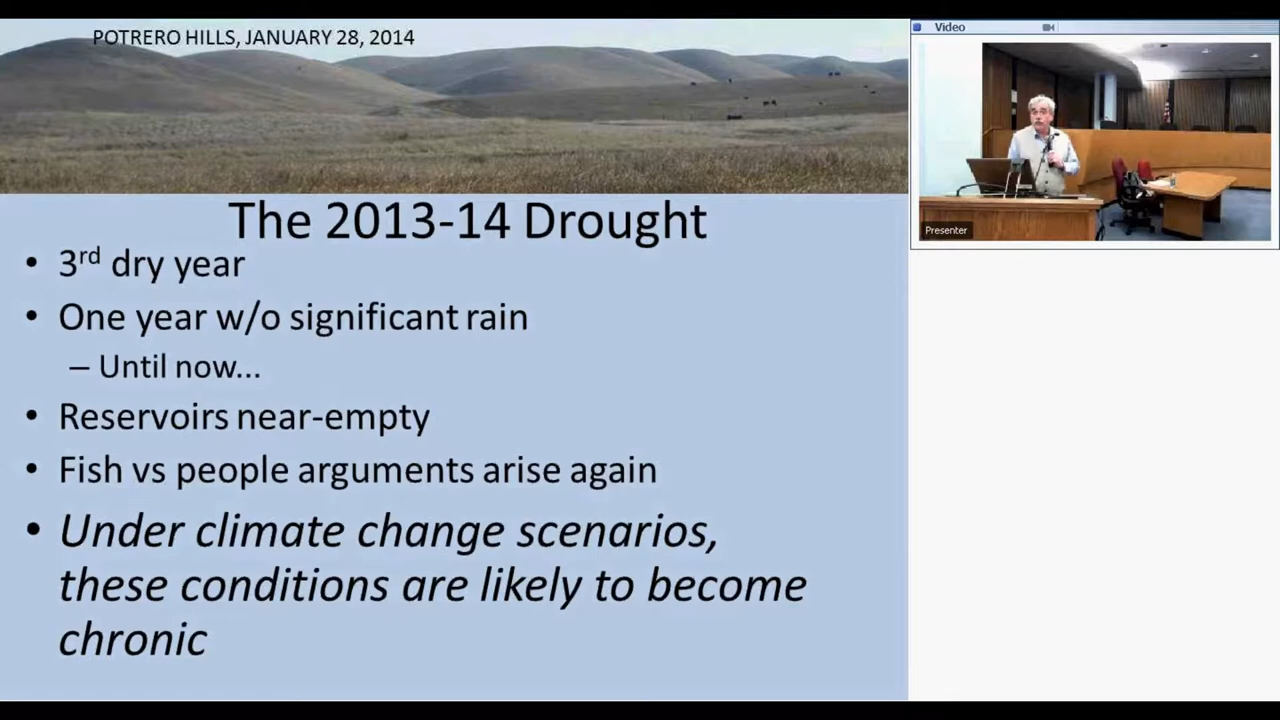 POTRERO HILLS, JANUARY 28, 2014
Video
Presenter
The 2013-14 Drought
• 3rd dry year
• One year w/o significant rain
– Until now...
• Reservoirs near-empty
• Fish vs people arguments arise again
• Under climate change scenarios,
these conditions are likely to become
chronic